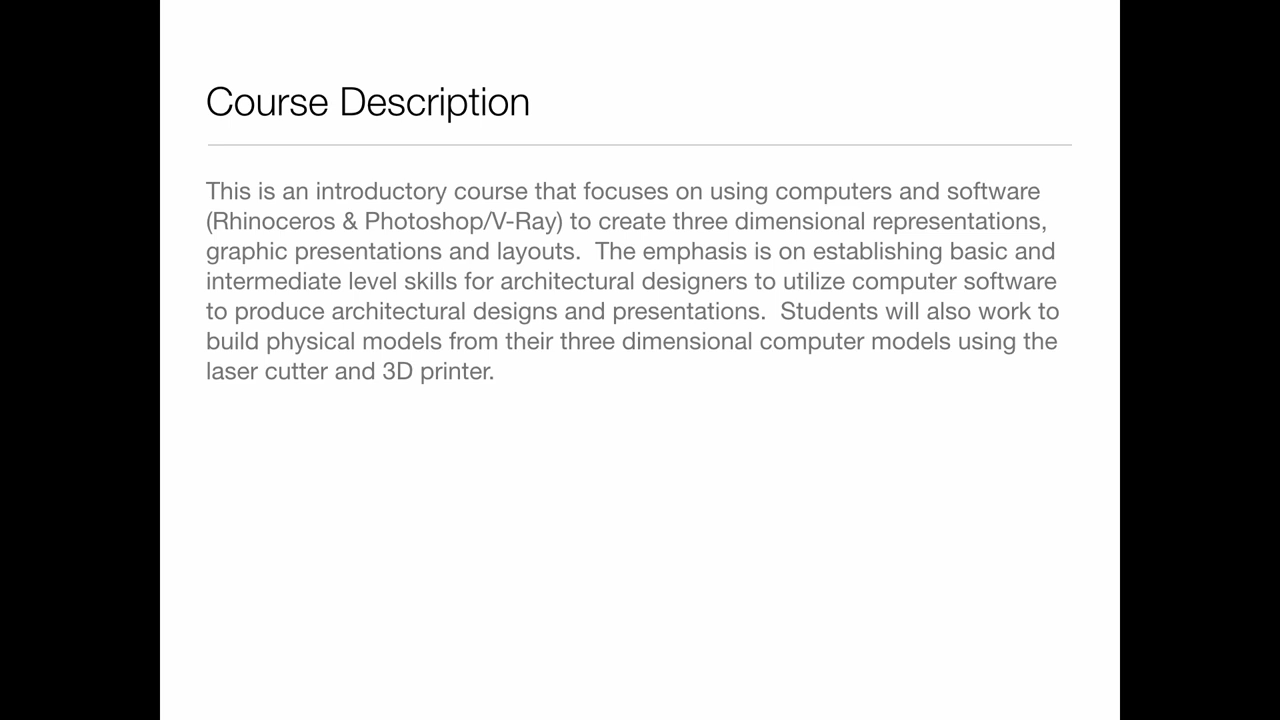 Course Description
This is an introductory course that focuses on using computers and software
(Rhinoceros & Photoshop/V-Ray) to create three dimensional representations,
graphic presentations and layouts.  The emphasis is on establishing basic and
intermediate level skills for architectural designers to utilize computer software
to produce architectural designs and presentations.  Students will also work to
build physical models from their three dimensional computer models using the
laser cutter and 3D printer.